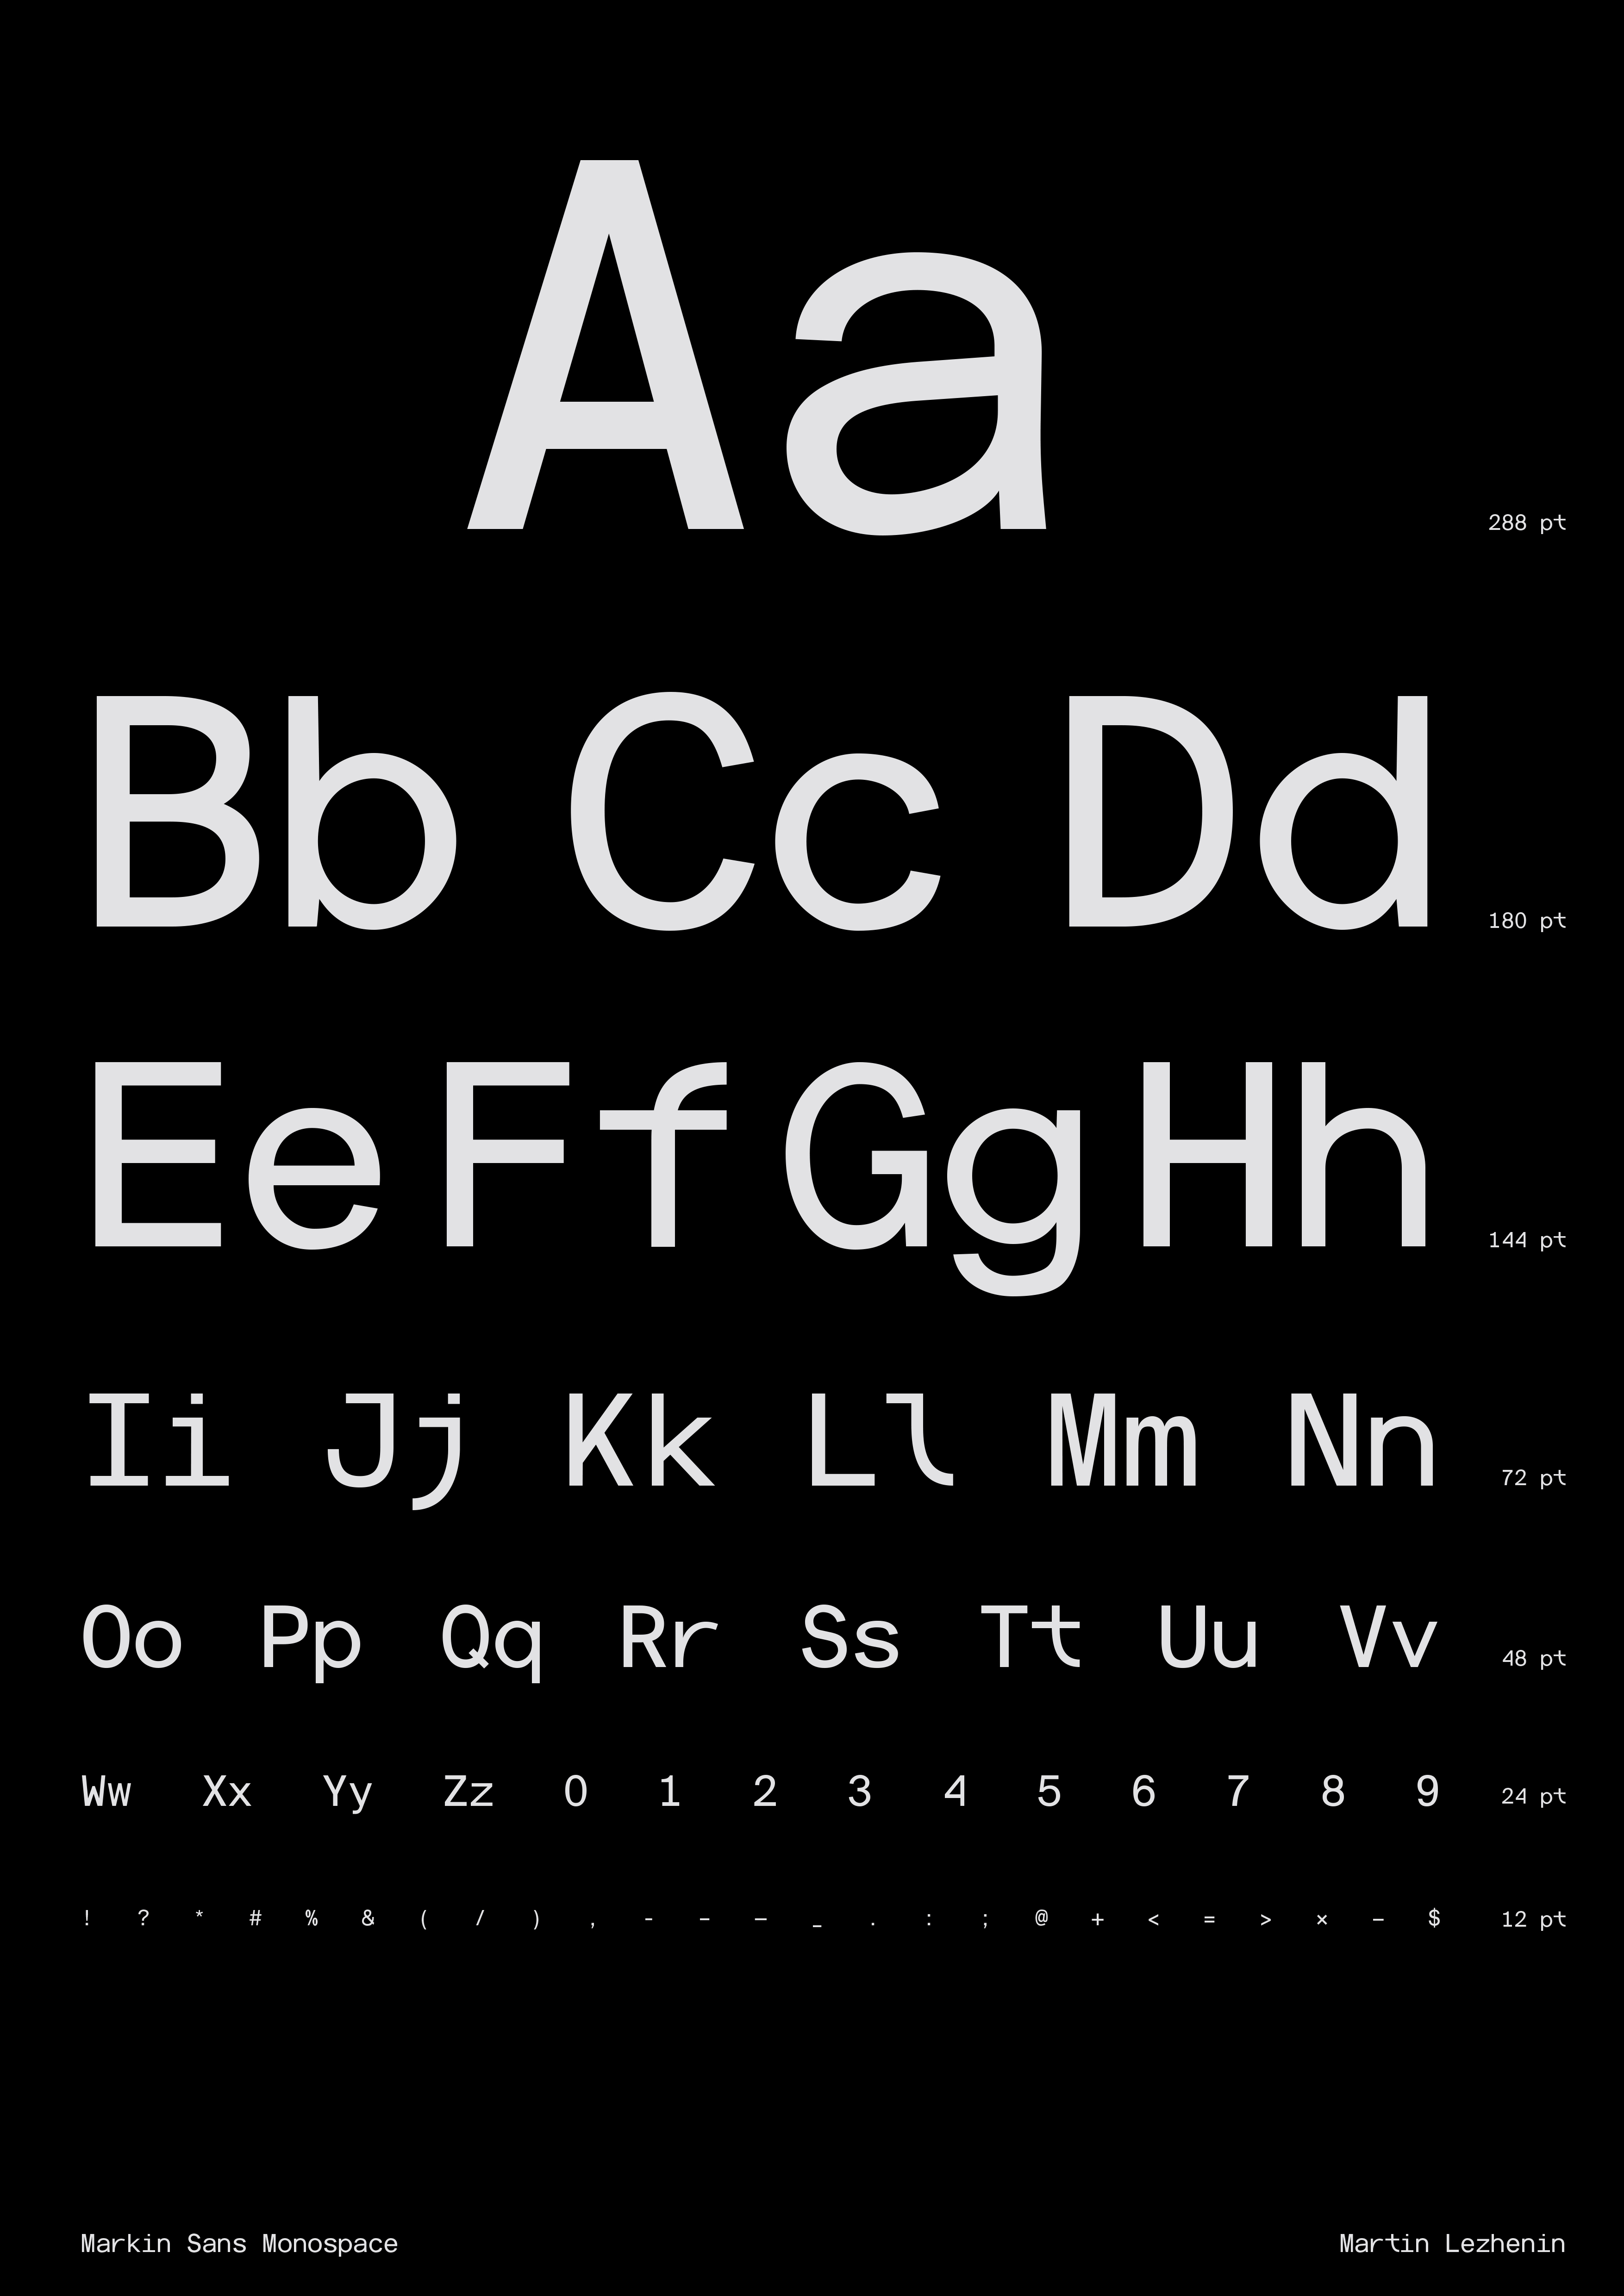 Aa 288 pt
Bb Cc Dd 180 pt
Ee Ff Gg Hh 144 pt
Ii Jj Kk Ll Mm Nn 72 pt
Oo Pp Qq Rr Ss Tt Uu Vv 48 pt
Ww Xx Yy Zz 0 1 2 3 4 5 6 7 8 9 24 pt
! ? * # % & ( / ) , - – — _ . : ; @ + < = > × − $ 12 pt
Markin Sans Monospace Martin Lezhenin